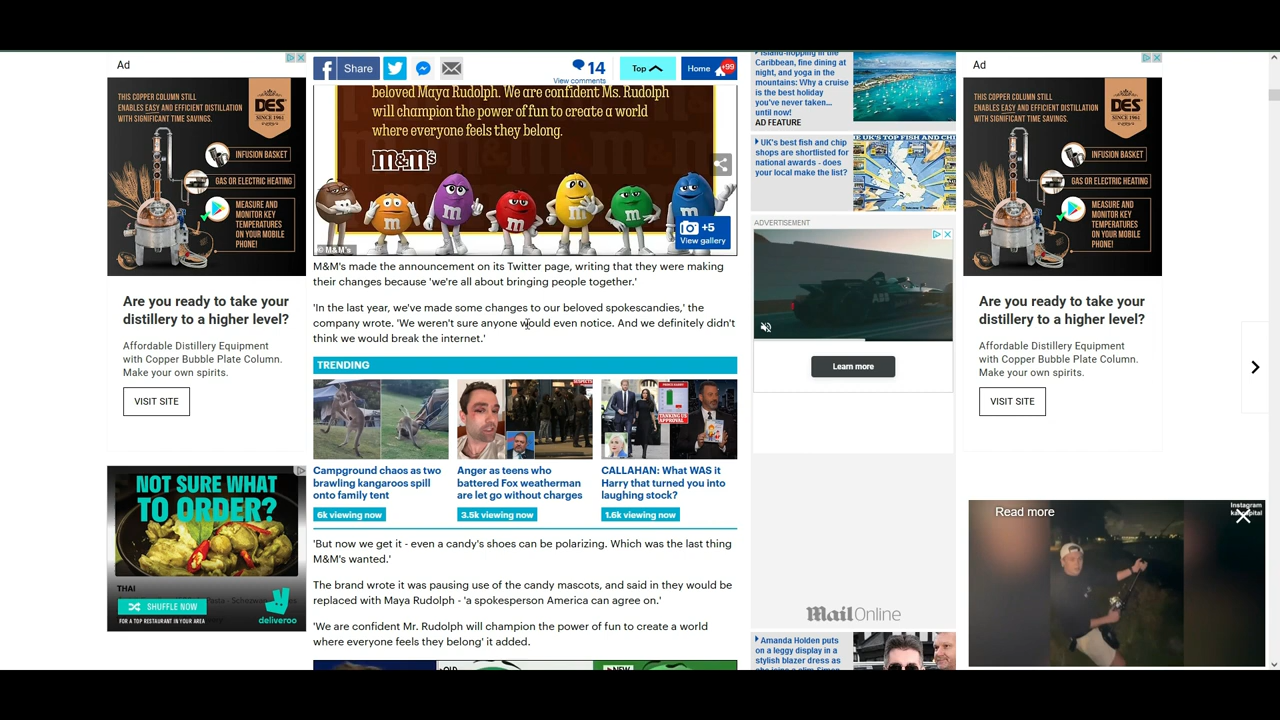 Ad
THIS COPPER COLUMN STILL
ENABLES EASY AND EFFICIENT DISTILLATION
WITH SIGNIFICANT TIME SAVINGS.
DES
SINCE 1961
INFUSION BASKET
GAS OR ELECTRIC HEATING
MEASURE AND
MONITOR KEY
TEMPERATURES
ON YOUR MOBILE
PHONE!
Are you ready to take your
distillery to a higher level?
Affordable Distillery Equipment
with Copper Bubble Plate Column.
Make your own spirits.
VISIT SITE
NOT SURE WHAT
TO ORDER?
THAI
SHUFFLE NOW
FOR A TOP RESTAURANT IN YOUR AREA
deliveroo
Share
14
View comments
Top
Home
+99
beloved Maya Rudolph. We are confident Ms. Rudolph
will champion the power of fun to create a world
where everyone feels they belong.
m&m's
+5
View gallery
© M&M's
M&M's made the announcement on its Twitter page, writing that they were making
their changes because 'we're all about bringing people together.'
'In the last year, we've made some changes to our beloved spokescandies,' the
company wrote. 'We weren't sure anyone would even notice. And we definitely didn't
think we would break the internet.'
TRENDING
Campground chaos as two
brawling kangaroos spill
onto family tent
6k viewing now
Anger as teens who
battered Fox weatherman
are let go without charges
3.5k viewing now
TANKING US
APPROVAL
CALLAHAN: What WAS it
Harry that turned you into
laughing stock?
1.6k viewing now
'But now we get it - even a candy's shoes can be polarizing. Which was the last thing
M&M's wanted.'
The brand wrote it was pausing use of the candy mascots, and said in they would be
replaced with Maya Rudolph - 'a spokesperson America can agree on.'
'We are confident Mr. Rudolph will champion the power of fun to create a world
where everyone feels they belong' it added.
OLD
NEW
Island-hopping in the
Caribbean, fine dining at
night, and yoga in the
mountains: Why a cruise
is the best holiday
you've never taken...
until now!
AD FEATURE
UK's best fish and chip
shops are shortlisted for
national awards - does
your local make the list?
THE UK'S TOP FISH AND CHI
ADVERTISEMENT
ABB
Learn more
MailOnline
Amanda Holden puts
on a leggy display in a
stylish blazer dress as
Ad
THIS COPPER COLUMN STILL
ENABLES EASY AND EFFICIENT DISTILLATION
WITH SIGNIFICANT TIME SAVINGS.
DES
SINCE 1961
INFUSION BASKET
GAS OR ELECTRIC HEATING
MEASURE AND
MONITOR KEY
TEMPERATURES
ON YOUR MOBILE
PHONE!
Are you ready to take your
distillery to a higher level?
Affordable Distillery Equipment
with Copper Bubble Plate Column.
Make your own spirits.
VISIT SITE
Read more
Instagram